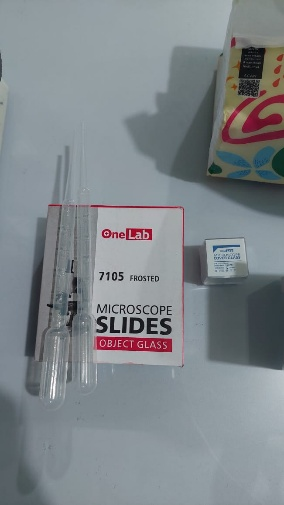 OneLab
7105 FROSTED
MICROSCOPE
SLIDES
OBJECT GLASS